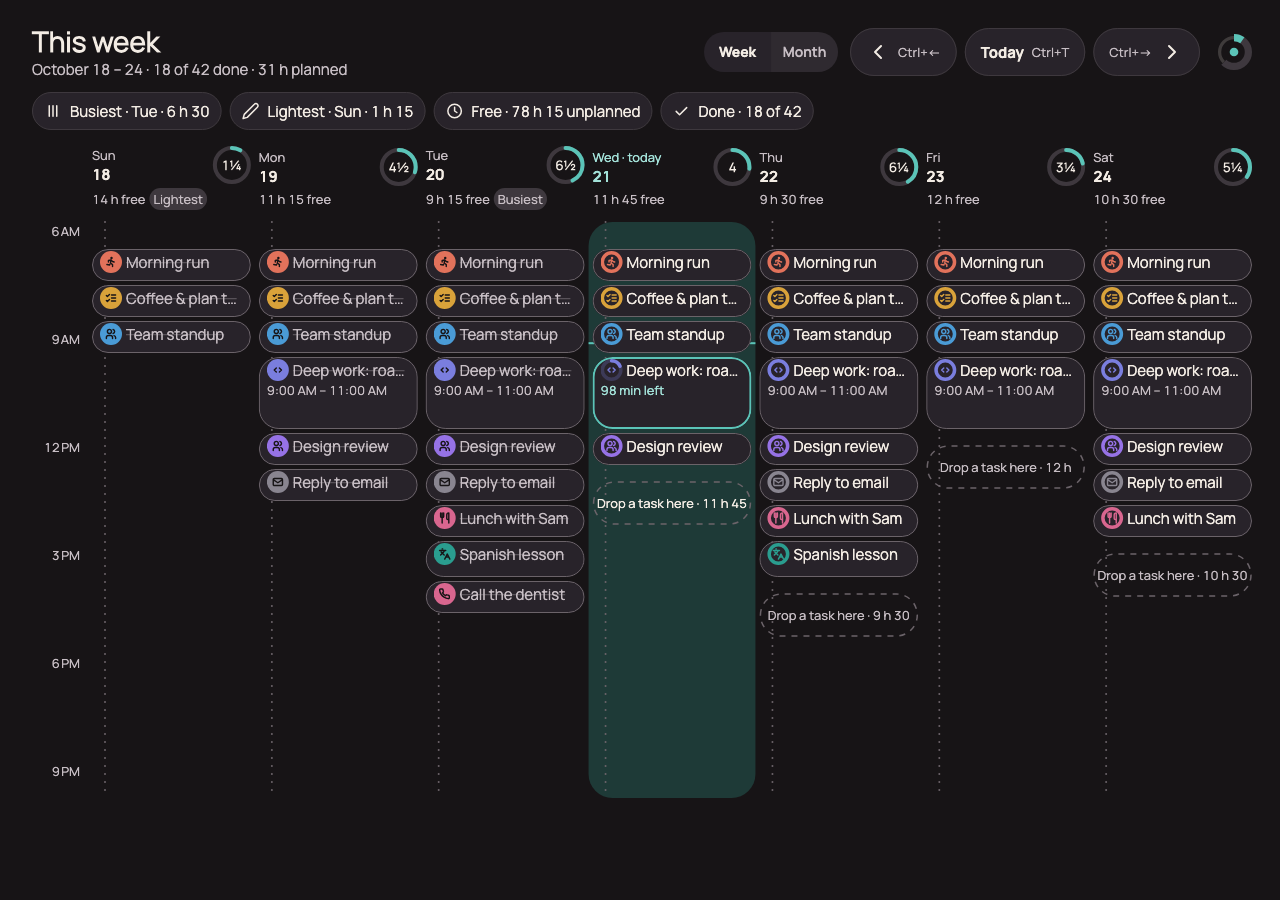 This week
October 18 – 24 · 18 of 42 done · 31 h planned
Week Month Ctrl+← Today Ctrl+T Ctrl+→
Busiest · Tue · 6 h 30 Lightest · Sun · 1 h 15 Free · 78 h 15 unplanned Done · 18 of 42
Sun 1¼ Mon 4½ Tue 6½ Wed · today 4 Thu 6¼ Fri 3¼ Sat 5¼
18 19 20 21 22 23 24
14 h free Lightest 11 h 15 free 9 h 15 free Busiest 11 h 45 free 9 h 30 free 12 h free 10 h 30 free
6 AM
Morning run Morning run Morning run Morning run Morning run Morning run Morning run
Coffee & plan t... Coffee & plan t... Coffee & plan t... Coffee & plan t... Coffee & plan t... Coffee & plan t... Coffee & plan t...
9 AM Team standup Team standup Team standup Team standup Team standup Team standup Team standup
Deep work: roa... Deep work: roa... Deep work: roa... Deep work: roa... Deep work: roa... Deep work: roa...
9:00 AM – 11:00 AM 9:00 AM – 11:00 AM 98 min left 9:00 AM – 11:00 AM 9:00 AM – 11:00 AM 9:00 AM – 11:00 AM
12 PM Design review Design review Design review Design review Design review
Drop a task here · 12 h
Reply to email Reply to email Reply to email Reply to email
Drop a task here · 11 h 45
Lunch with Sam Lunch with Sam Lunch with Sam
3 PM Spanish lesson Spanish lesson
Drop a task here · 10 h 30
Call the dentist
Drop a task here · 9 h 30
6 PM
9 PM